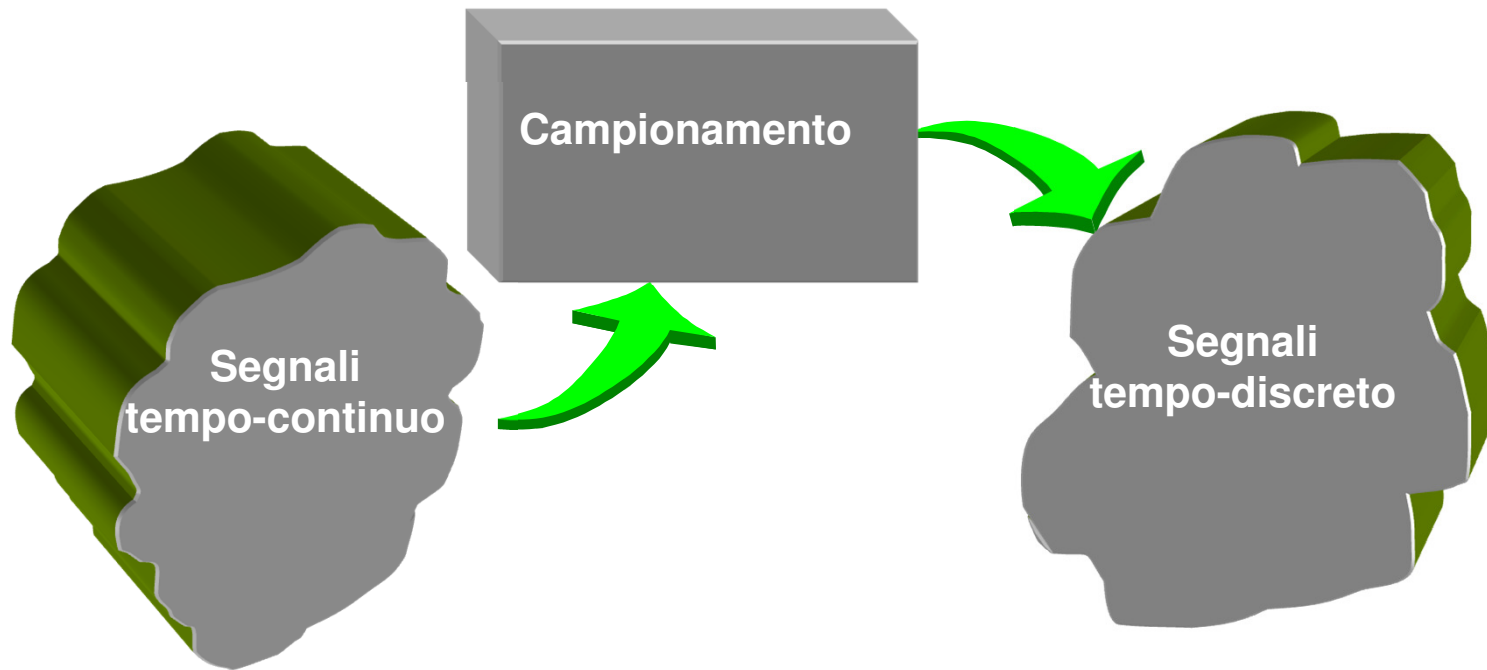 Campionamento
Segnali
tempo-continuo
Segnali
tempo-discreto